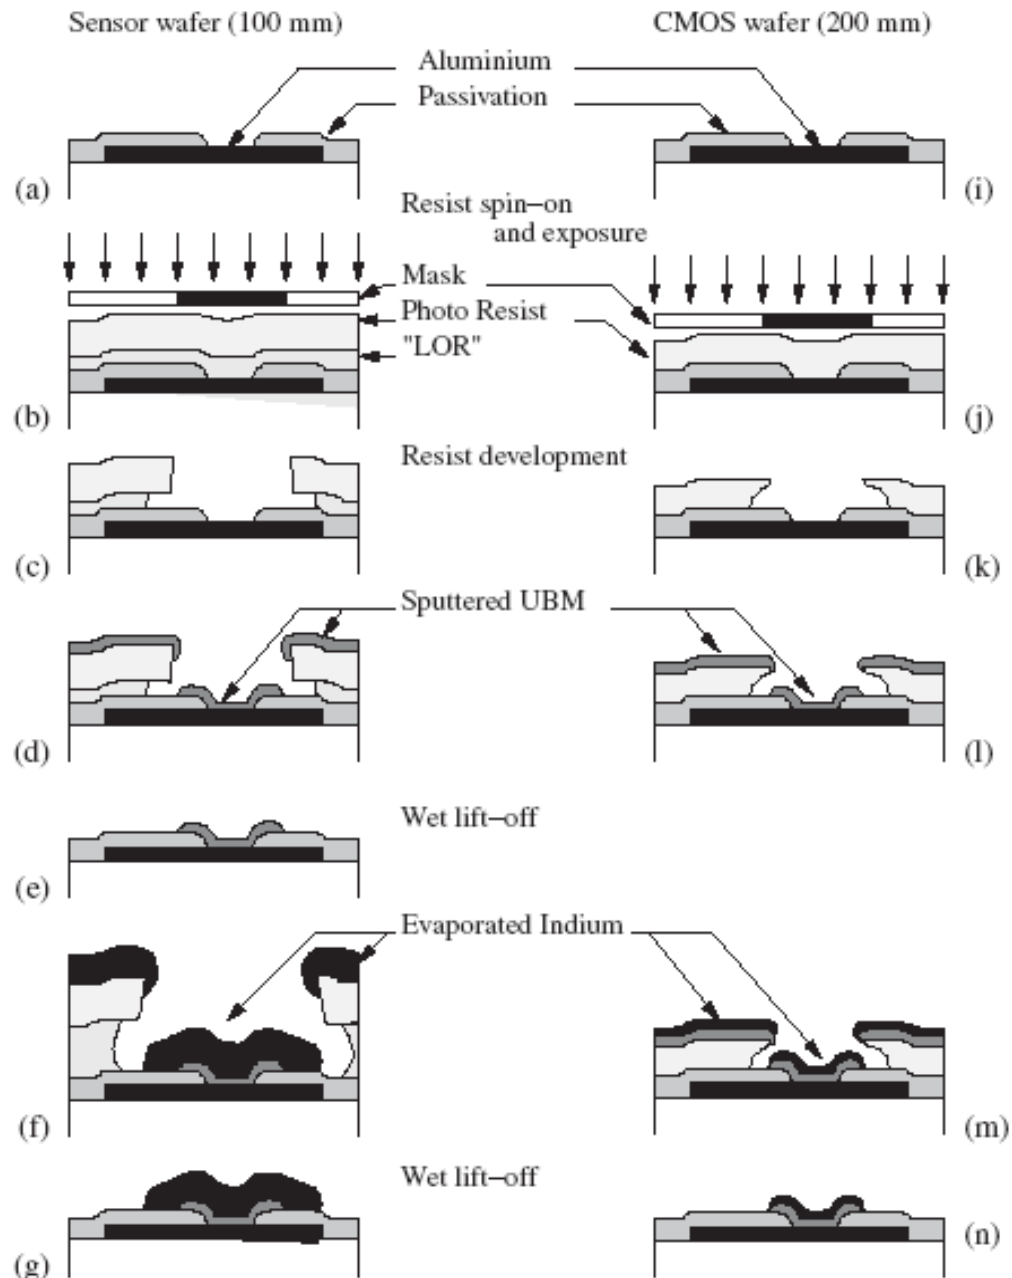 Sensor wafer (100 mm)
CMOS wafer (200 mm)
Aluminium
Passivation
(a)
(i)
Resist spin–on
and exposure
Mask
Photo Resist
"LOR"
(b)
(j)
Resist development
(c)
(k)
Sputtered UBM
(d)
(l)
Wet lift–off
(e)
Evaporated Indium
(f)
(m)
Wet lift–off
(g)
(n)